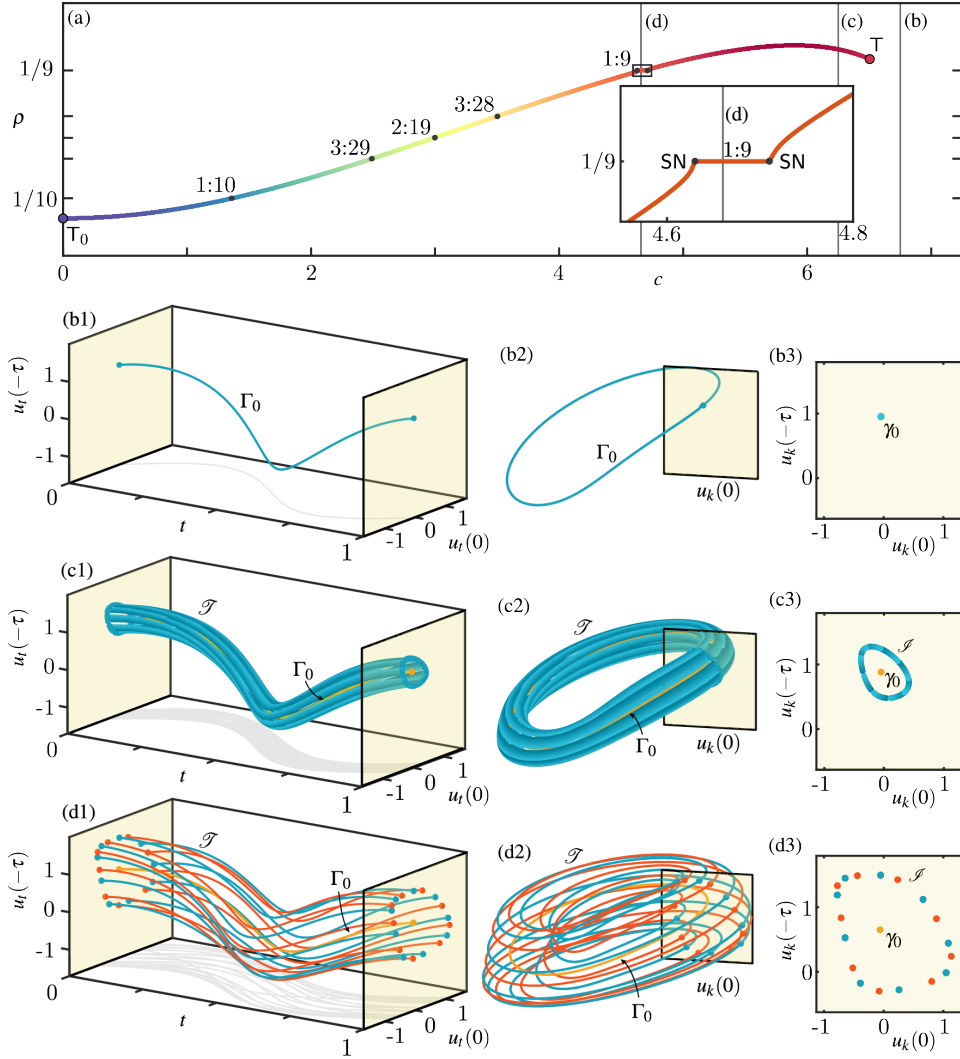 (a)
(d)
(c)
(b)
1/9
ρ
1/10
T₀
1:10
3:29
2:19
3:28
1:9
T
(d)
1/9
SN
1:9
SN
4.6
4.8
0
2
4
6
c
(b1)
uₜ(−τ)
1
0
-1
Γ₀
0
t
1
-1
0
1
uₜ(0)
(b2)
Γ₀
uₖ(0)
(b3)
uₖ(−τ)
1
0
γ₀
-1
0
1
uₖ(0)
(c1)
uₜ(−τ)
1
0
-1
𝒯
Γ₀
0
t
1
-1
0
1
uₜ(0)
(c2)
𝒯
Γ₀
uₖ(0)
(c3)
uₖ(−τ)
1
0
ℐ
γ₀
-1
0
1
uₖ(0)
(d1)
uₜ(−τ)
1
0
-1
𝒯
Γ₀
0
t
1
-1
0
1
uₜ(0)
(d2)
𝒯
Γ₀
uₖ(0)
(d3)
uₖ(−τ)
1
0
ℐ
γ₀
-1
0
1
uₖ(0)